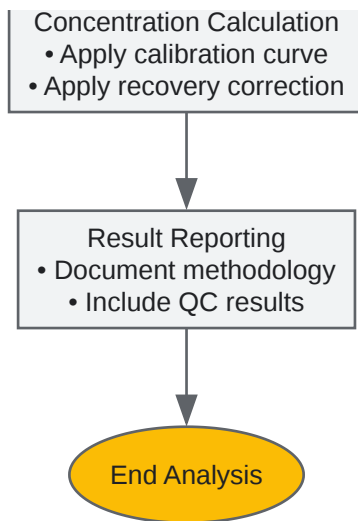 Concentration Calculation
• Apply calibration curve
• Apply recovery correction
Result Reporting
• Document methodology
• Include QC results
End Analysis